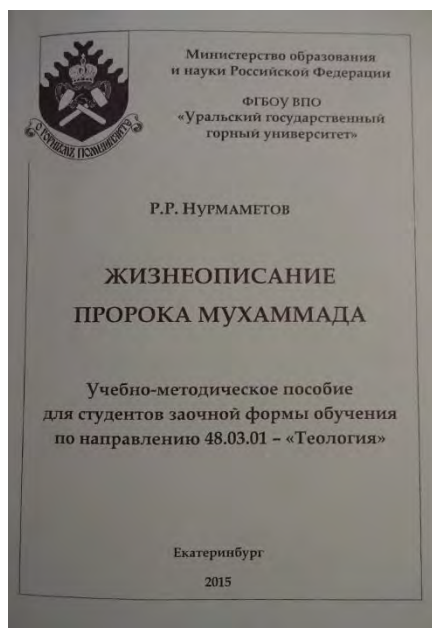 Министерство образования
и науки Российской Федерации
ФГБОУ ВПО
«Уральский государственный
горный университет»
Р.Р. НУРМАМЕТОВ
ЖИЗНЕОПИСАНИЕ
ПРОРОКА МУХАММАДА
Учебно-методическое пособие
для студентов заочной формы обучения
по направлению 48.03.01 – «Теология»
Екатеринбург
2015